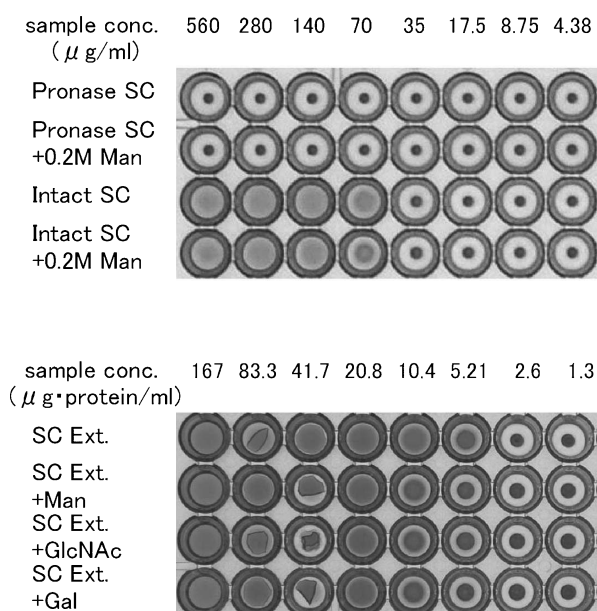 sample conc. 560 280 140 70 35 17.5 8.75 4.38
(μg/ml)
Pronase SC
Pronase SC
+0.2M Man
Intact SC
Intact SC
+0.2M Man
sample conc. 167 83.3 41.7 20.8 10.4 5.21 2.6 1.3
(μg・protein/ml)
SC Ext.
SC Ext.
+Man
SC Ext.
+GlcNAc
SC Ext.
+Gal